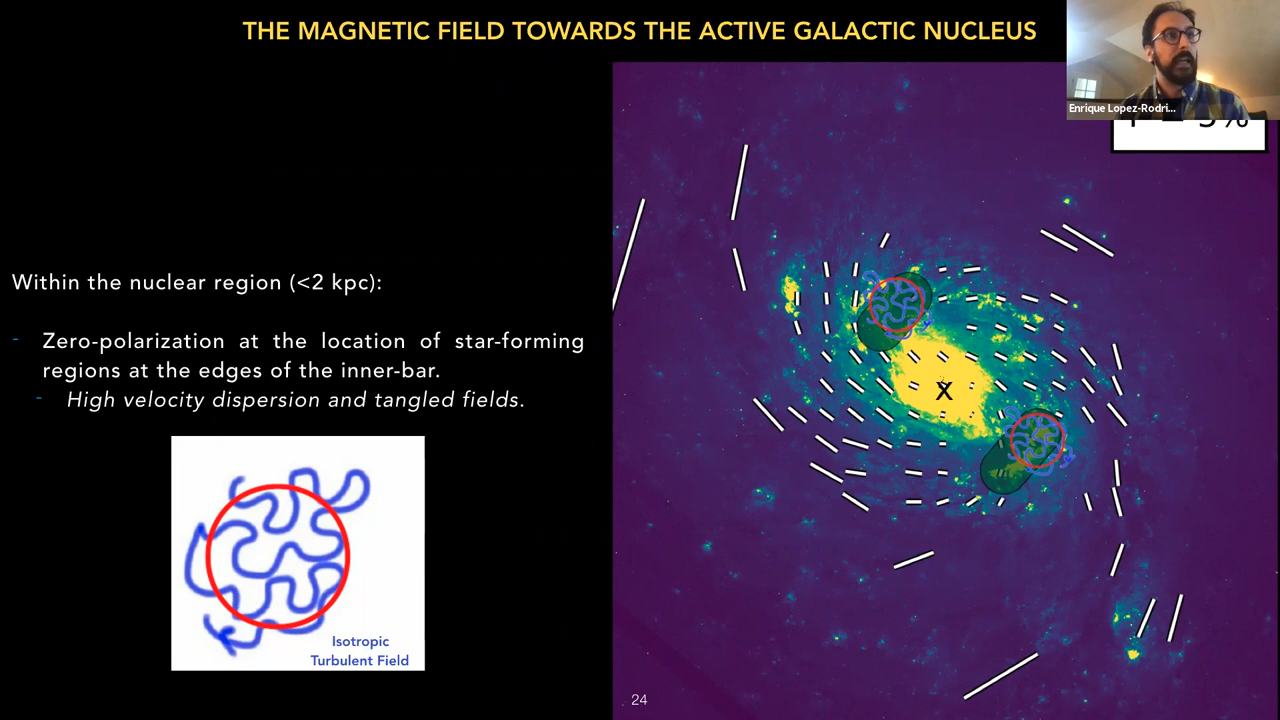 THE MAGNETIC FIELD TOWARDS THE ACTIVE GALACTIC NUCLEUS
Enrique Lopez-Rodri...
Within the nuclear region (<2 kpc):
- Zero-polarization at the location of star-forming
regions at the edges of the inner-bar.
- High velocity dispersion and tangled fields.
X
Isotropic
Turbulent Field
24